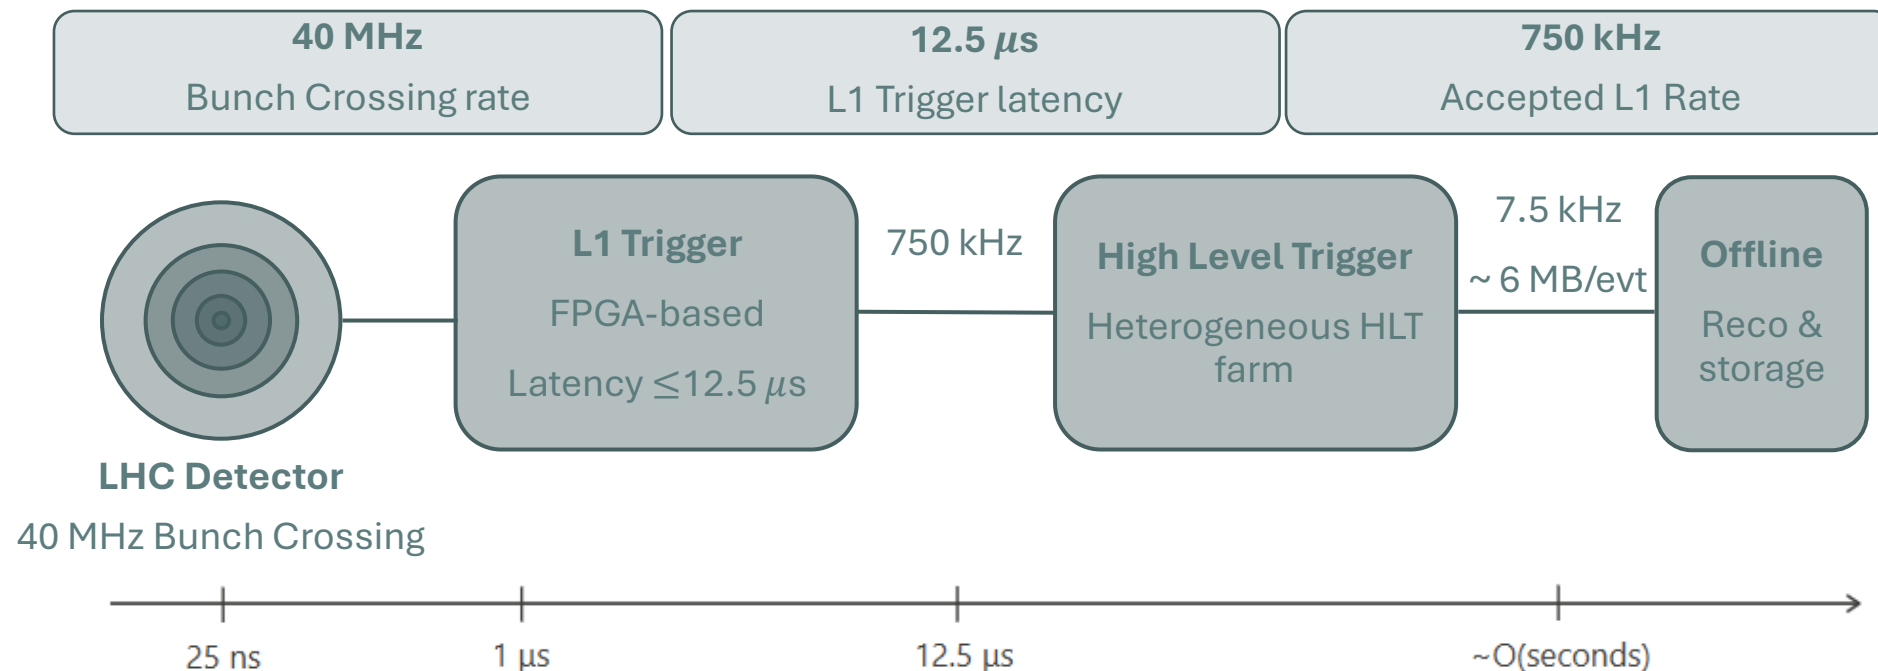 40 MHz
Bunch Crossing rate
12.5 μs
L1 Trigger latency
750 kHz
Accepted L1 Rate
LHC Detector
40 MHz Bunch Crossing
L1 Trigger
FPGA-based
Latency ≤12.5 μs
750 kHz
High Level Trigger
Heterogeneous HLT
farm
7.5 kHz
~ 6 MB/evt
Offline
Reco &
storage
25 ns
1 μs
12.5 μs
~O(seconds)